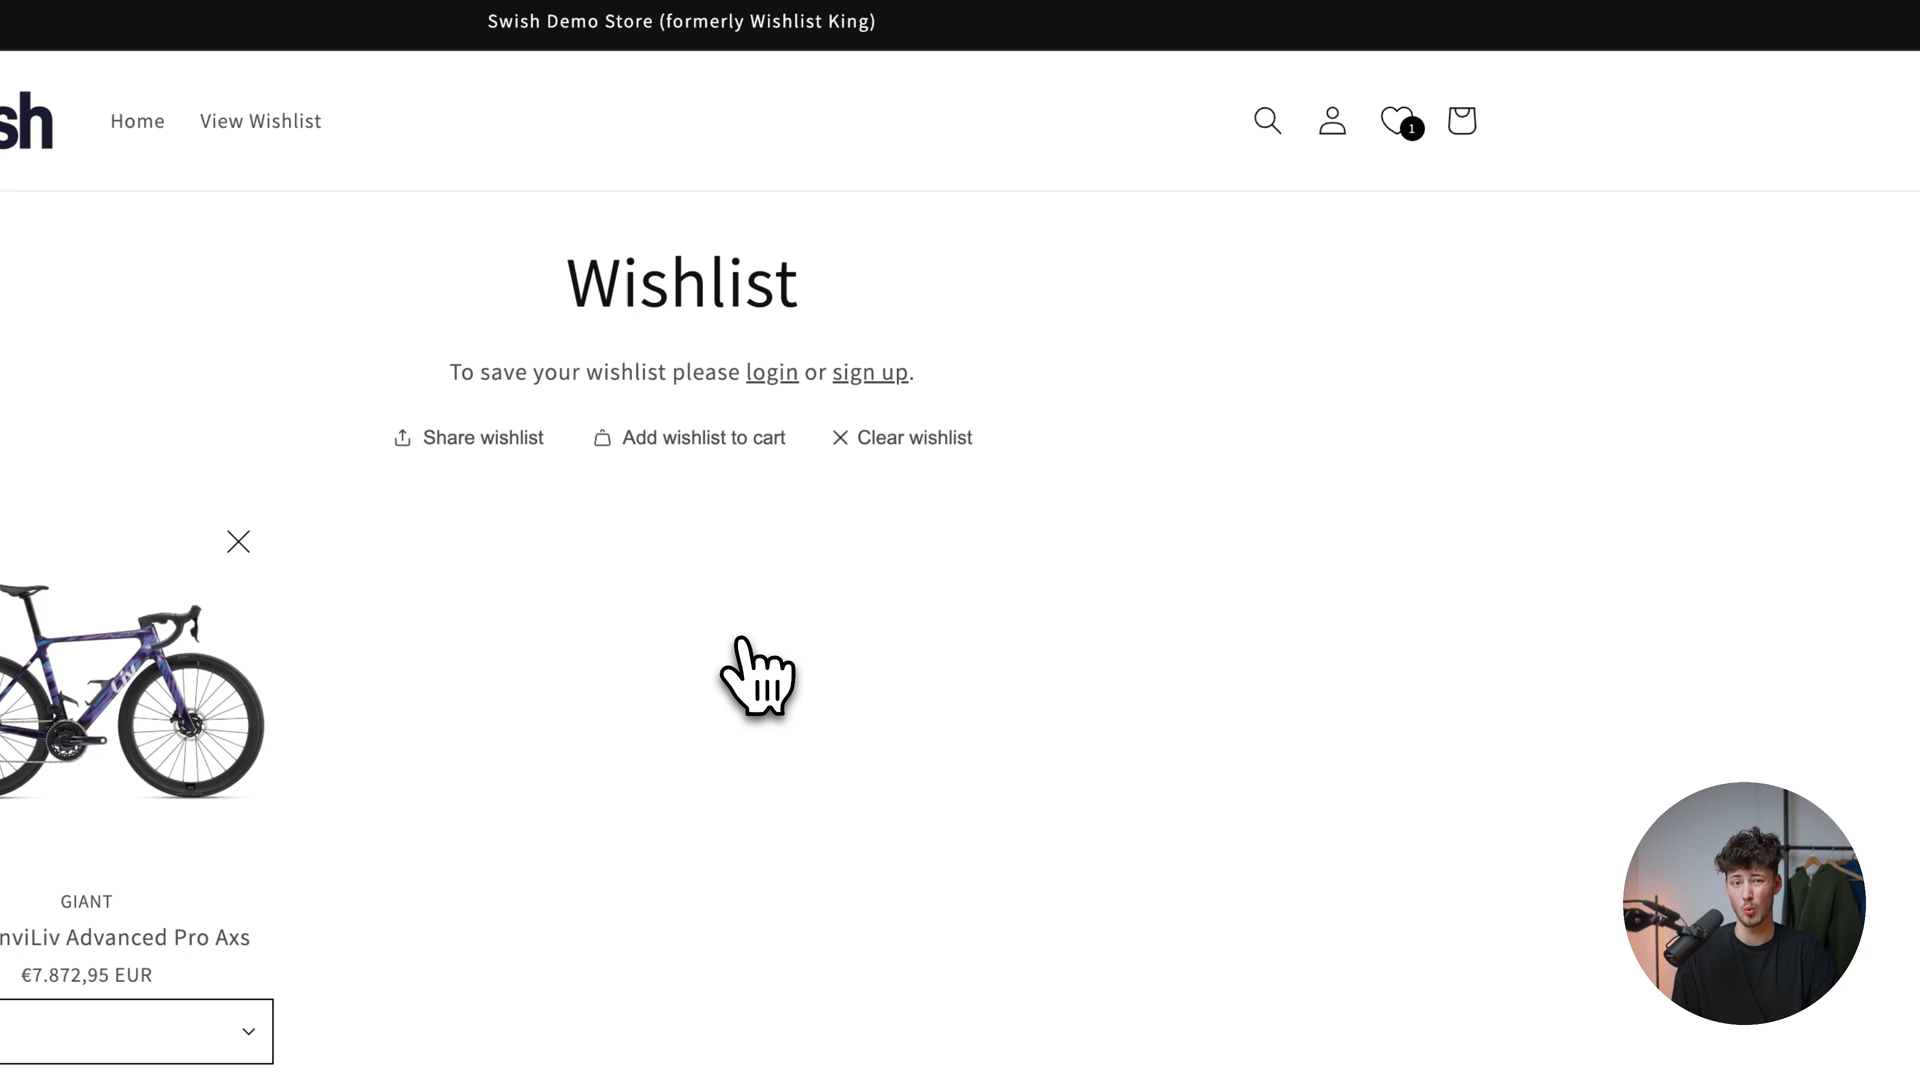 Swish Demo Store (formerly Wishlist King)
sh
Home View Wishlist
1
Wishlist
To save your wishlist please login or sign up.
Share wishlist Add wishlist to cart Clear wishlist
Liv
GIANT
nviLiv Advanced Pro Axs
€7.872,95 EUR